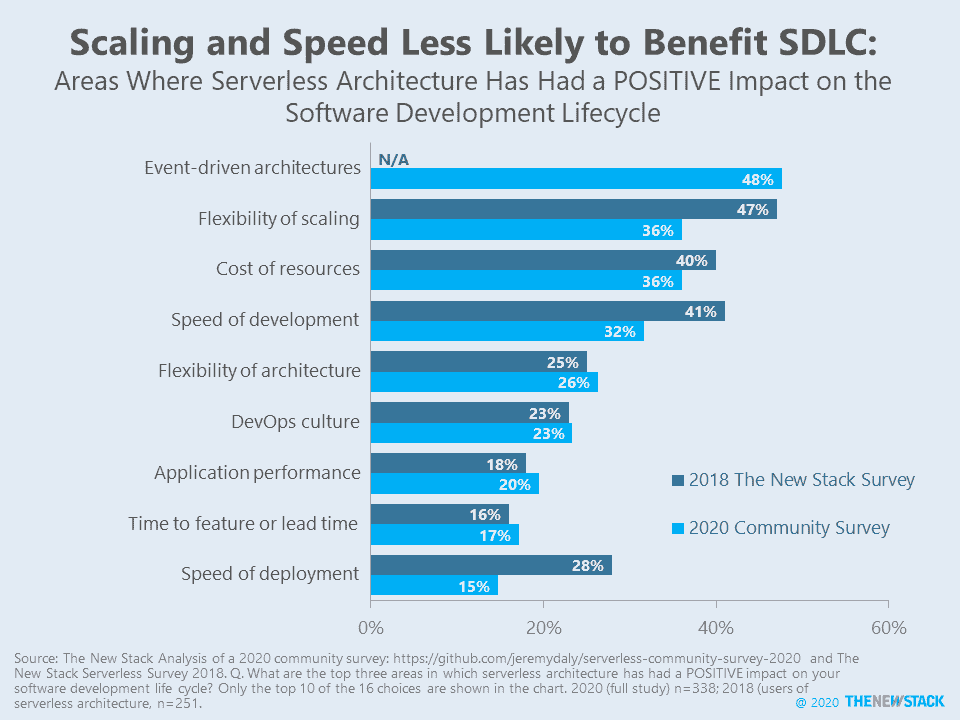 Scaling and Speed Less Likely to Benefit SDLC:
Areas Where Serverless Architecture Has Had a POSITIVE Impact on the
Software Development Lifecycle
Event-driven architectures
N/A
48%
Flexibility of scaling
47%
36%
Cost of resources
40%
36%
Speed of development
41%
32%
Flexibility of architecture
25%
26%
DevOps culture
23%
23%
Application performance
18%
20%
Time to feature or lead time
16%
17%
Speed of deployment
28%
15%
2018 The New Stack Survey
2020 Community Survey
0% 20% 40% 60%
Source: The New Stack Analysis of a 2020 community survey: https://github.com/jeremydaly/serverless-community-survey-2020 and The
New Stack Serverless Survey 2018. Q. What are the top three areas in which serverless architecture has had a POSITIVE impact on your
software development life cycle? Only the top 10 of the 16 choices are shown in the chart. 2020 (full study) n=338; 2018 (users of
serverless architecture, n=251.
@ 2020 THENEWSTACK